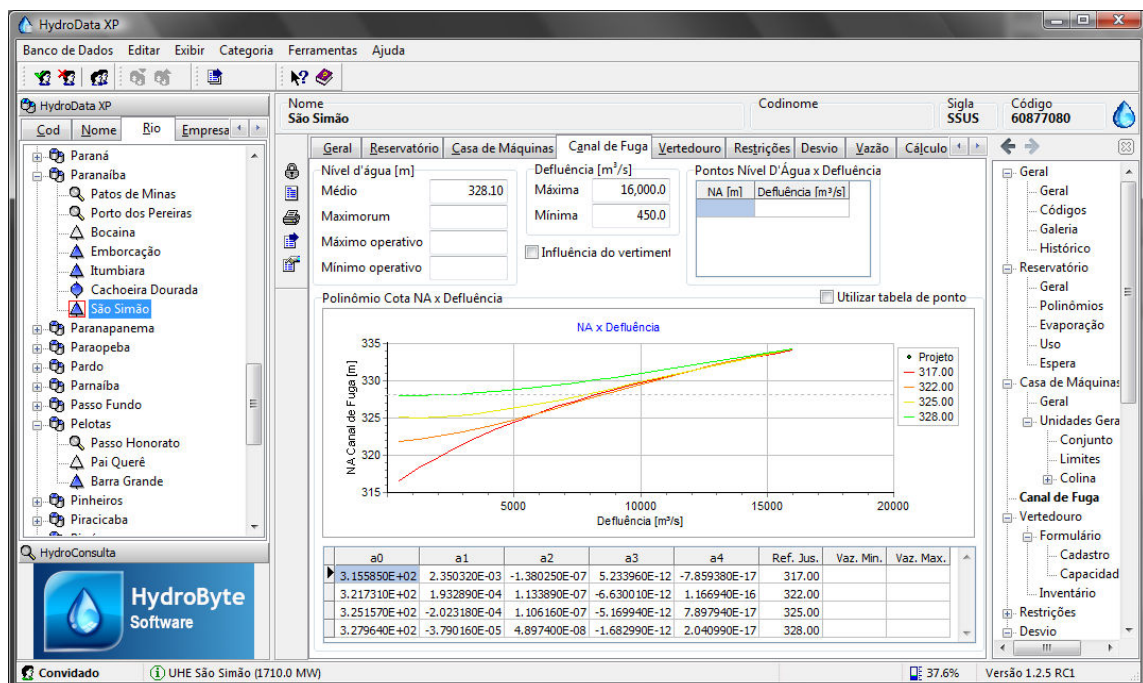 HydroData XP
Banco de Dados Editar Exibir Categoria Ferramentas Ajuda
HydroData XP
Cod Nome Rio Empresa
Paraná
Paranaíba
Patos de Minas
Porto dos Pereiras
Bocaina
Emborcação
Itumbiara
Cachoeira Dourada
São Simão
Paranapanema
Paraopeba
Pardo
Parnaíba
Passo Fundo
Pelotas
Passo Honorato
Pai Querê
Barra Grande
Pinheiros
Piracicaba
HydroConsulta
HydroByte
Software
Nome Codinome Sigla Código
São Simão SSUS 60877080
Geral Reservatório Casa de Máquinas Canal de Fuga Vertedouro Restrições Desvio Vazão Cálculo
Nível d'água [m]
Médio 328.10
Maximorum
Máximo operativo
Mínimo operativo
Defluência [m³/s]
Máxima 16,000.0
Mínima 450.0
Influência do vertiment
Pontos Nível D'Água x Defluência
NA [m] Defluência [m³/s]
Polinômio Cota NA x Defluência
Utilizar tabela de ponto
NA x Defluência
NA Canal de Fuga [m]
335
330
325
320
315
5000 10000 15000 20000
Defluência [m³/s]
Projeto
317.00
322.00
325.00
328.00
a0 a1 a2 a3 a4 Ref. Jus. Vaz. Min. Vaz. Max.
3.155850E+02 2.350320E-03 -1.380250E-07 5.233960E-12 -7.859380E-17 317.00
3.217310E+02 1.932890E-04 1.133890E-07 -6.630010E-12 1.166940E-16 322.00
3.251570E+02 -2.023180E-04 1.106160E-07 -5.169940E-12 7.897940E-17 325.00
3.279640E+02 -3.790160E-05 4.897400E-08 -1.682990E-12 2.040990E-17 328.00
Geral
Geral
Códigos
Galeria
Histórico
Reservatório
Geral
Polinômios
Evaporação
Uso
Espera
Casa de Máquinas
Geral
Unidades Gera
Conjunto
Limites
Colina
Canal de Fuga
Vertedouro
Formulário
Cadastro
Capacidad
Inventário
Restrições
Desvio
Convidado UHE São Simão (1710.0 MW) 37.6% Versão 1.2.5 RC1